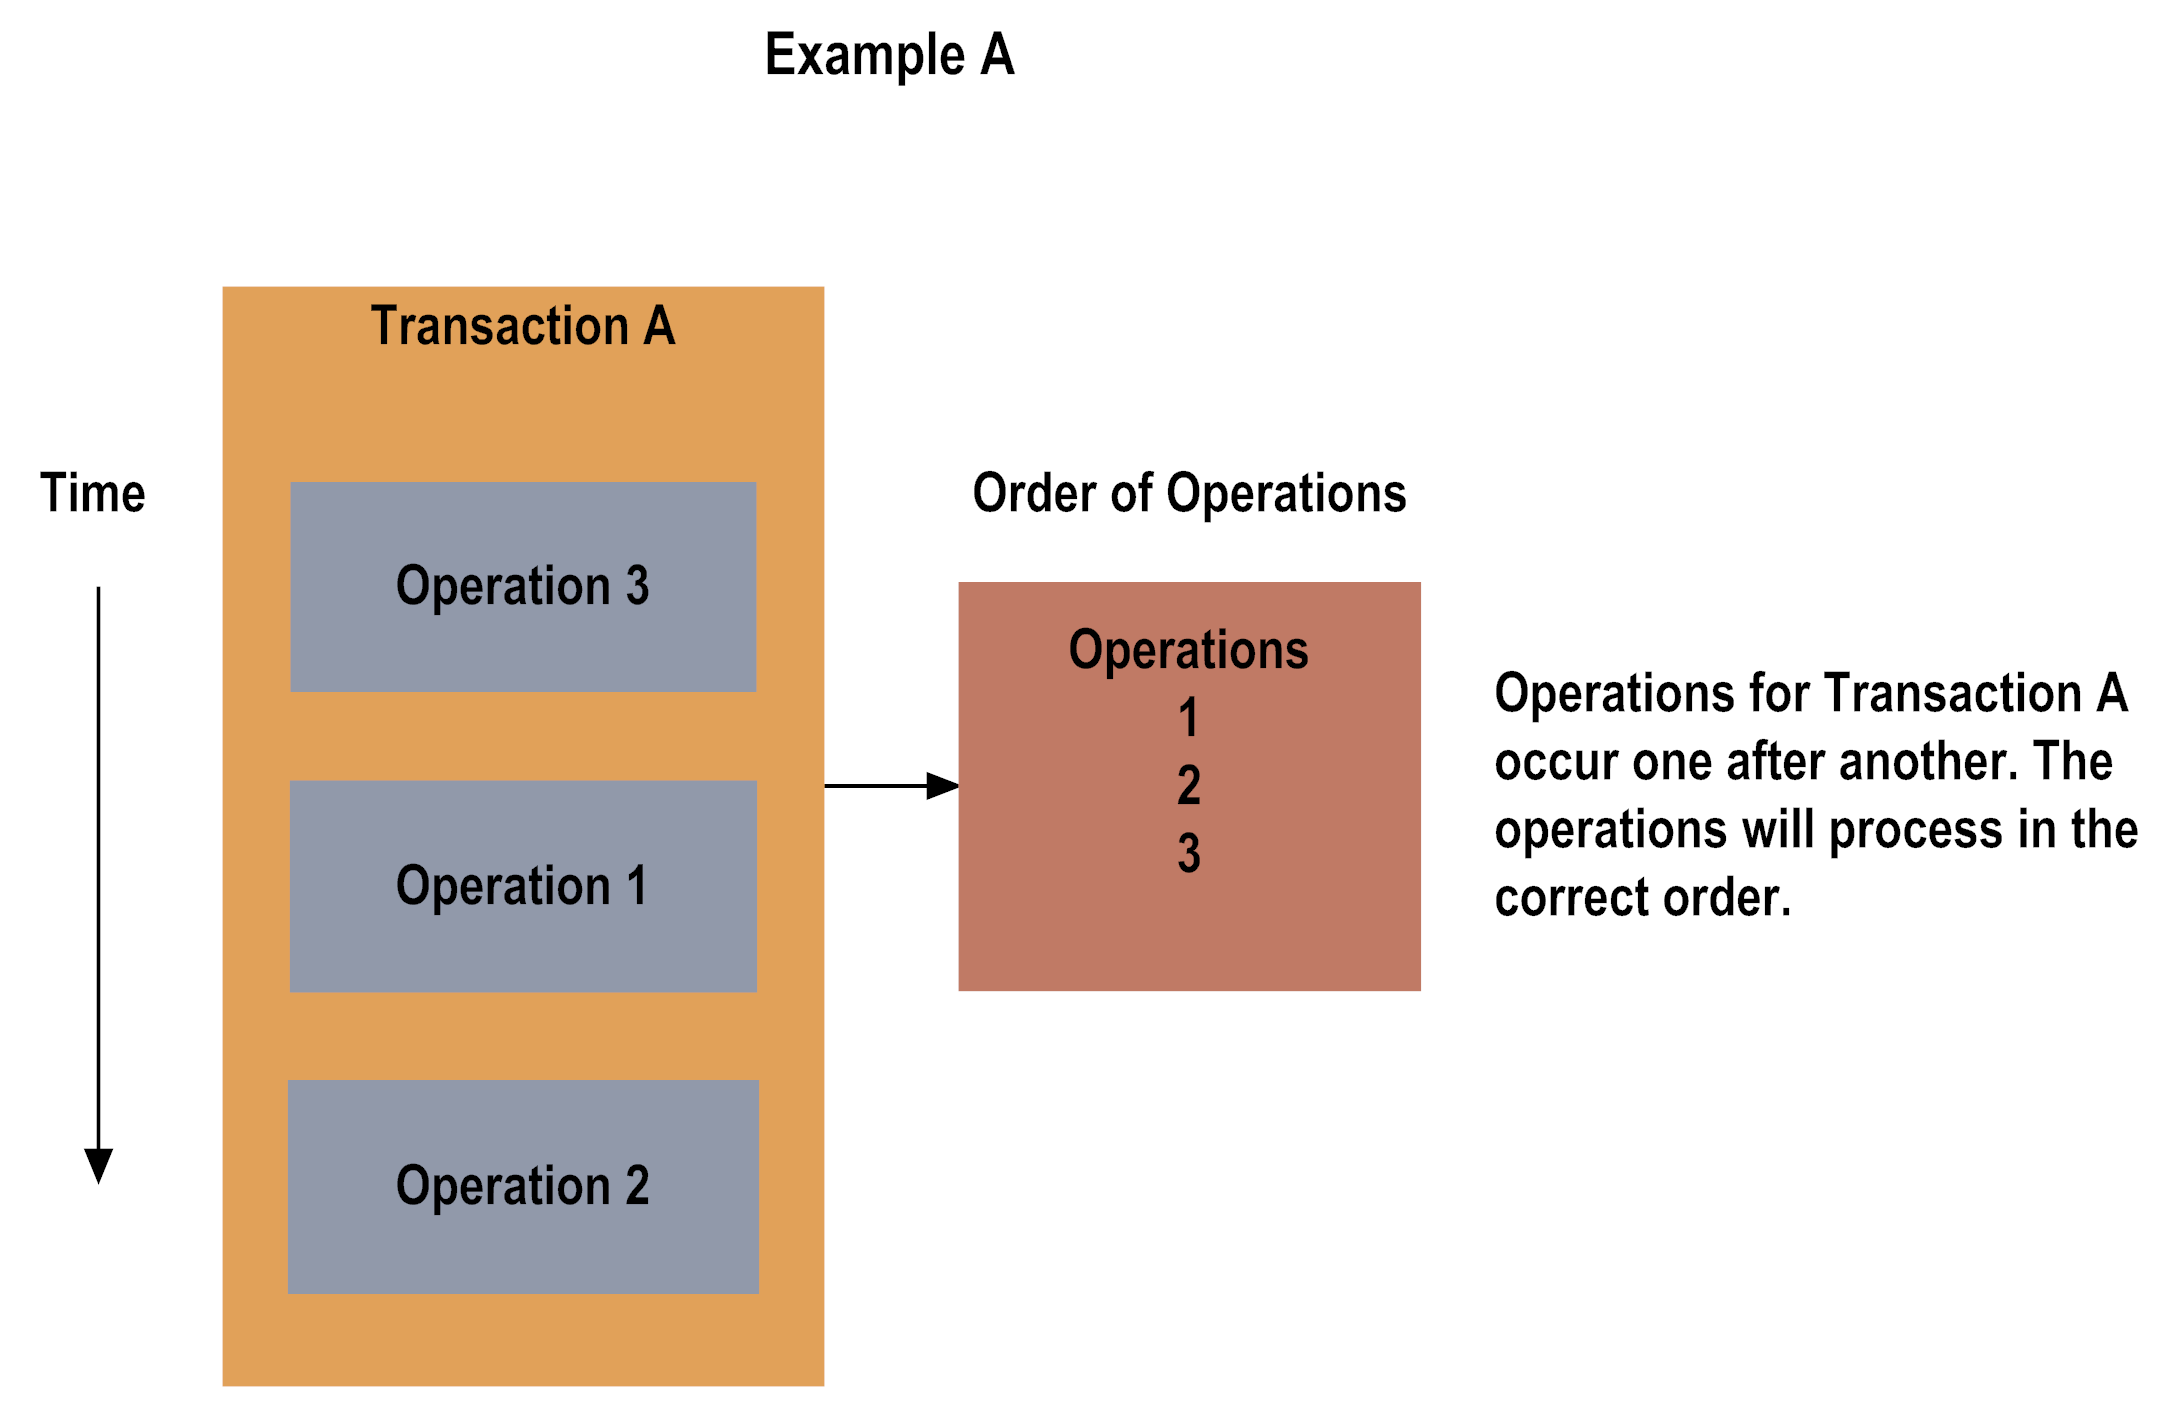 Example A
Transaction A
Time
Operation 3
Operation 1
Operation 2
Order of Operations
Operations
1
2
3
Operations for Transaction A
occur one after another. The
operations will process in the
correct order.